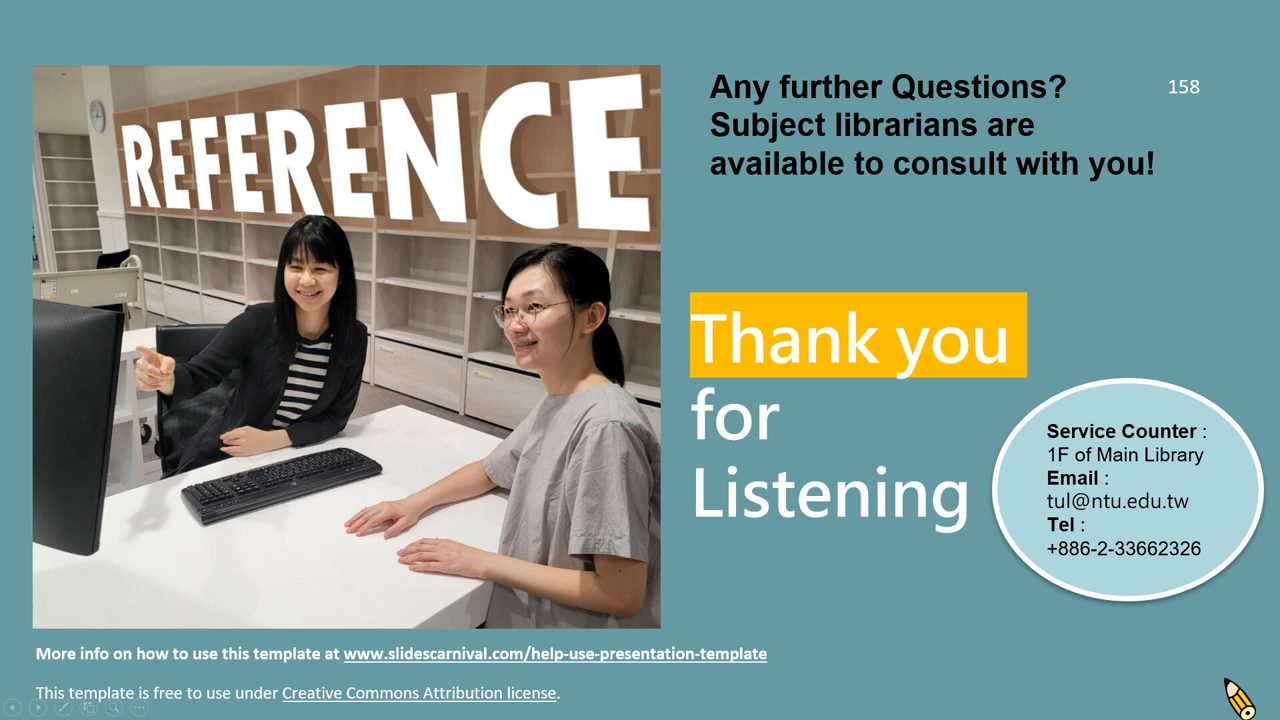 REFERENCE
Any further Questions?
Subject librarians are
available to consult with you!
158
Thank you
for
Listening
Service Counter :
1F of Main Library
Email :
tul@ntu.edu.tw
Tel :
+886-2-33662326
More info on how to use this template at www.slidescarnival.com/help-use-presentation-template
This template is free to use under Creative Commons Attribution license.